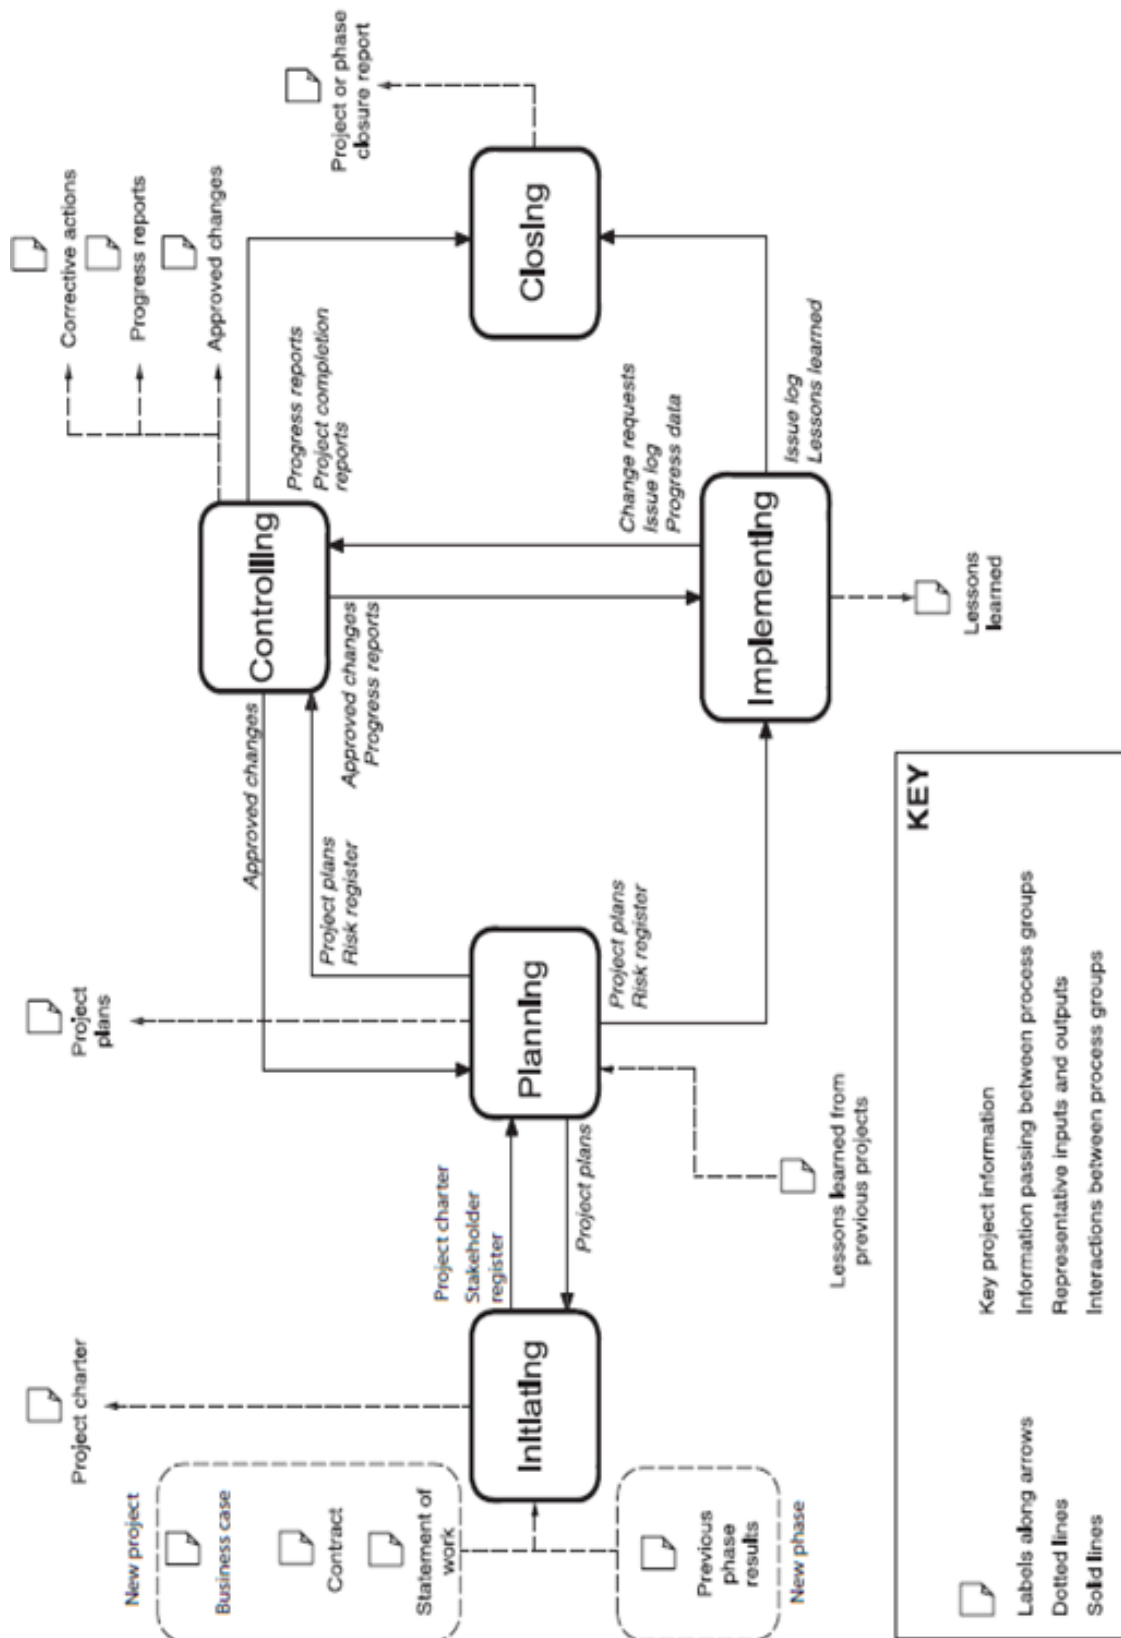 New project
Business case
Contract
Statement of
work
Previous
phase
results
New phase
Project charter
Initiating
Project charter
Stakeholder
register
Project plans
Project
plans
Planning
Lessons learned from
previous projects
Approved changes
Project plans
Risk register
Project plans
Risk register
Controlling
Approved changes
Progress reports
Change requests
Issue log
Progress data
Implementing
Lessons
learned
Corrective actions
Progress reports
Approved changes
Progress reports
Project completion
reports
Issue log
Lessons learned
Closing
Project or phase
closure report
KEY
Key project information
Labels along arrows Information passing between process groups
Dotted lines Representative inputs and outputs
Solid lines Interactions between process groups